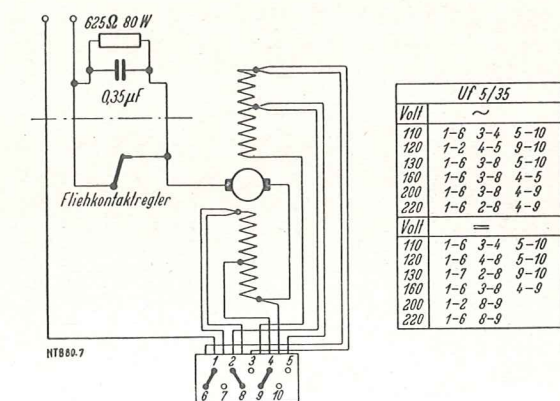 625Ω 80W
0,35µF
Fliehkontaktregler
NT880.7
1 2 3 4 5
6 7 8 9 10
Uf 5/35
Volt ~
110 1-6 3-4 5-10
120 1-2 4-5 9-10
130 1-6 3-8 5-10
160 1-6 3-8 4-5
200 1-6 3-8 4-9
220 1-6 2-8 4-9
Volt =
110 1-6 3-4 5-10
120 1-6 4-8 5-10
130 1-7 2-8 9-10
160 1-6 3-8 4-9
200 1-2 8-9
220 1-6 8-9